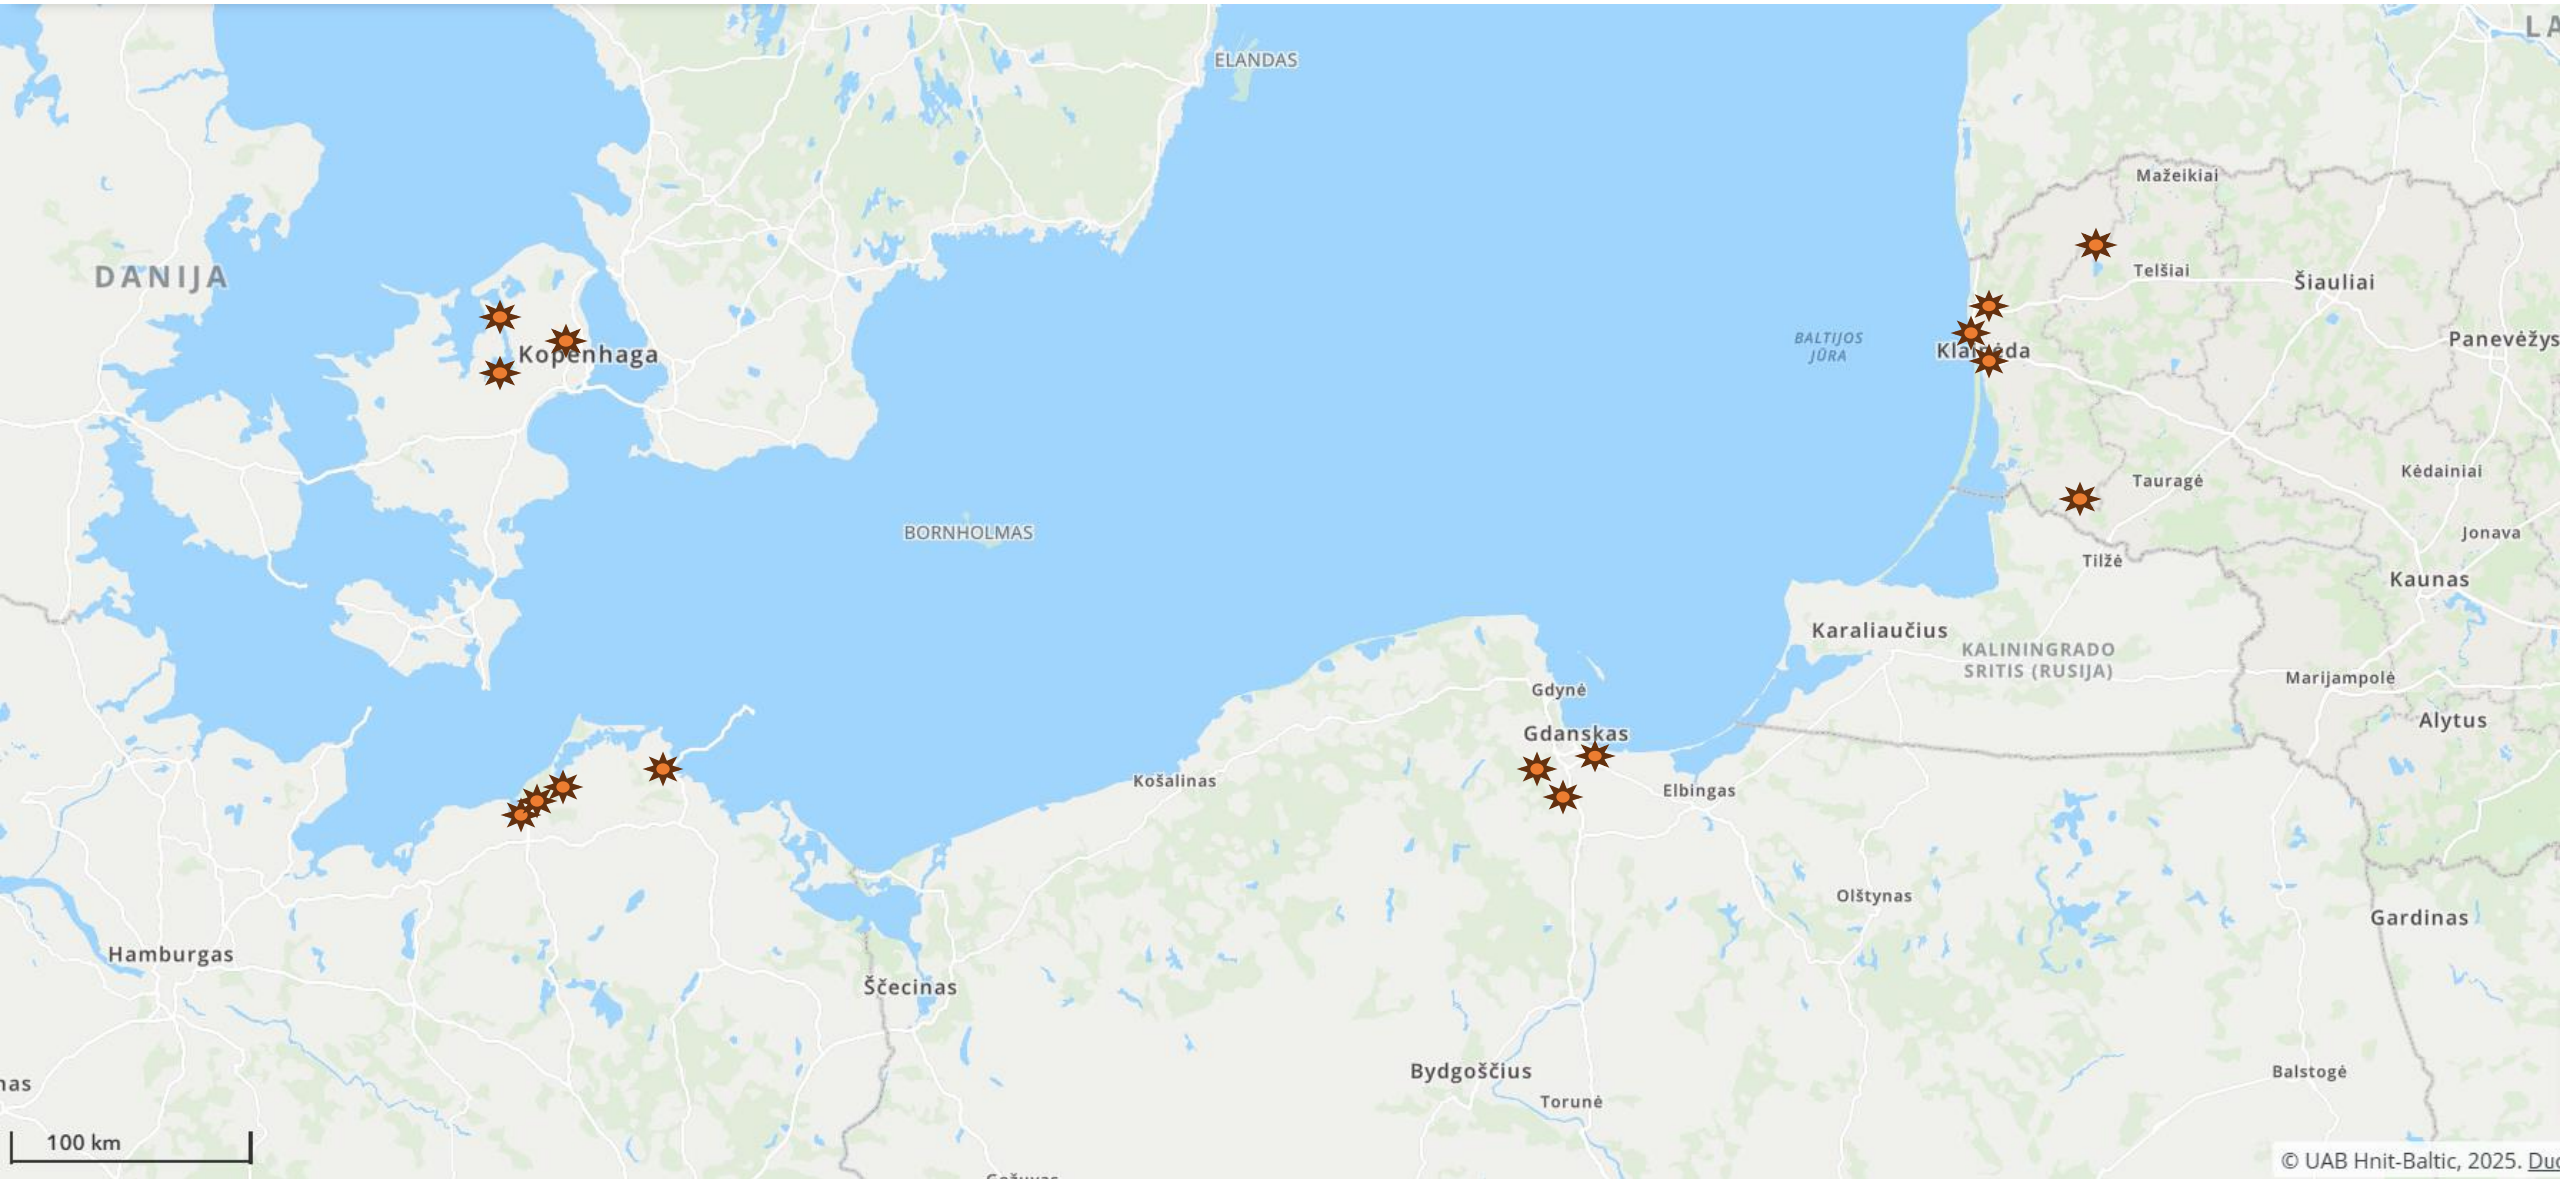 LA
ELANDAS
Mažeikiai
DANIJA
Telšiai
Šiauliai
BALTIJOS
JŪRA
Panevėžys
Kopenhaga
Klaipėda
Kėdainiai
Tauragė
BORNHOLMAS
Jonava
Tilžė
Kaunas
Karaliaučius
KALININGRADO
SRITIS (RUSIJA)
Marijampolė
Gdynė
Alytus
Gdanskas
Košalinas
Elbingas
Olštynas
Gardinas
Hamburgas
Ščecinas
Bydgoščius
Balstogė
nas
Torunė
100 km
© UAB Hnit-Baltic, 2025. Duo